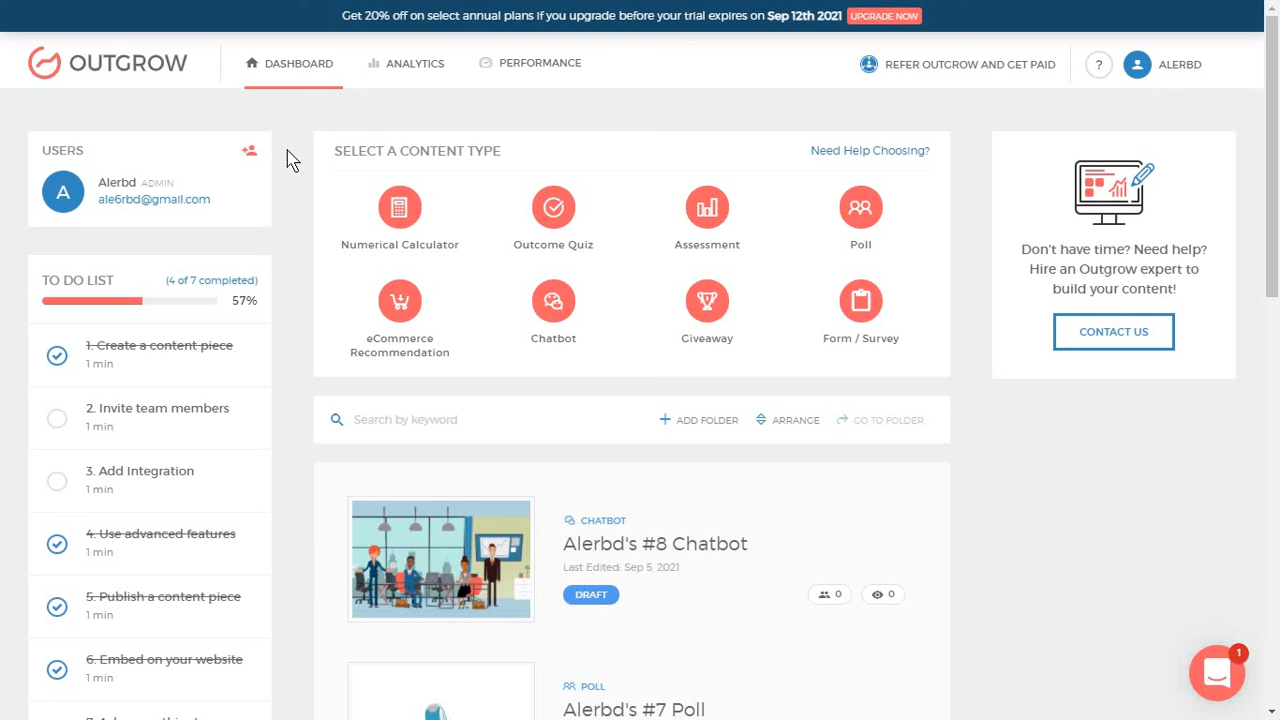 Get 20% off on select annual plans if you upgrade before your trial expires on Sep 12th 2021 UPGRADE NOW
OUTGROW
DASHBOARD
ANALYTICS
PERFORMANCE
REFER OUTGROW AND GET PAID
?
ALERBD
USERS
A
Alerbd ADMIN
ale6rbd@gmail.com
TO DO LIST
(4 of 7 completed)
57%
1. Create a content piece
1 min
2. Invite team members
1 min
3. Add Integration
1 min
4. Use advanced features
1 min
5. Publish a content piece
1 min
6. Embed on your website
1 min
SELECT A CONTENT TYPE
Need Help Choosing?
Numerical Calculator
Outcome Quiz
Assessment
Poll
eCommerce
Recommendation
Chatbot
Giveaway
Form / Survey
Search by keyword
ADD FOLDER
ARRANGE
GO TO FOLDER
CHATBOT
Alerbd's #8 Chatbot
Last Edited: Sep 5, 2021
DRAFT
0
0
POLL
Alerbd's #7 Poll
Don't have time? Need help?
Hire an Outgrow expert to
build your content!
CONTACT US
1